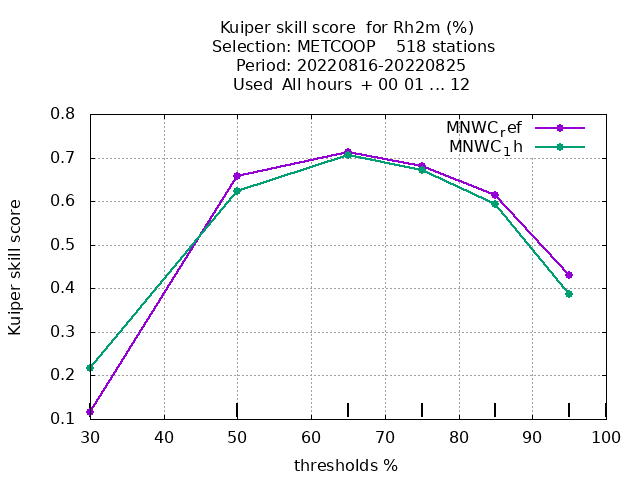 Kuiper skill score  for Rh2m (%)
Selection: METCOOP    518 stations
Period: 20220816-20220825
Used  All hours  + 00 01 ... 12
MNWCref
MNWC1h
Kuiper skill score
0.8
0.7
0.6
0.5
0.4
0.3
0.2
0.1
30 40 50 60 70 80 90 100
thresholds %